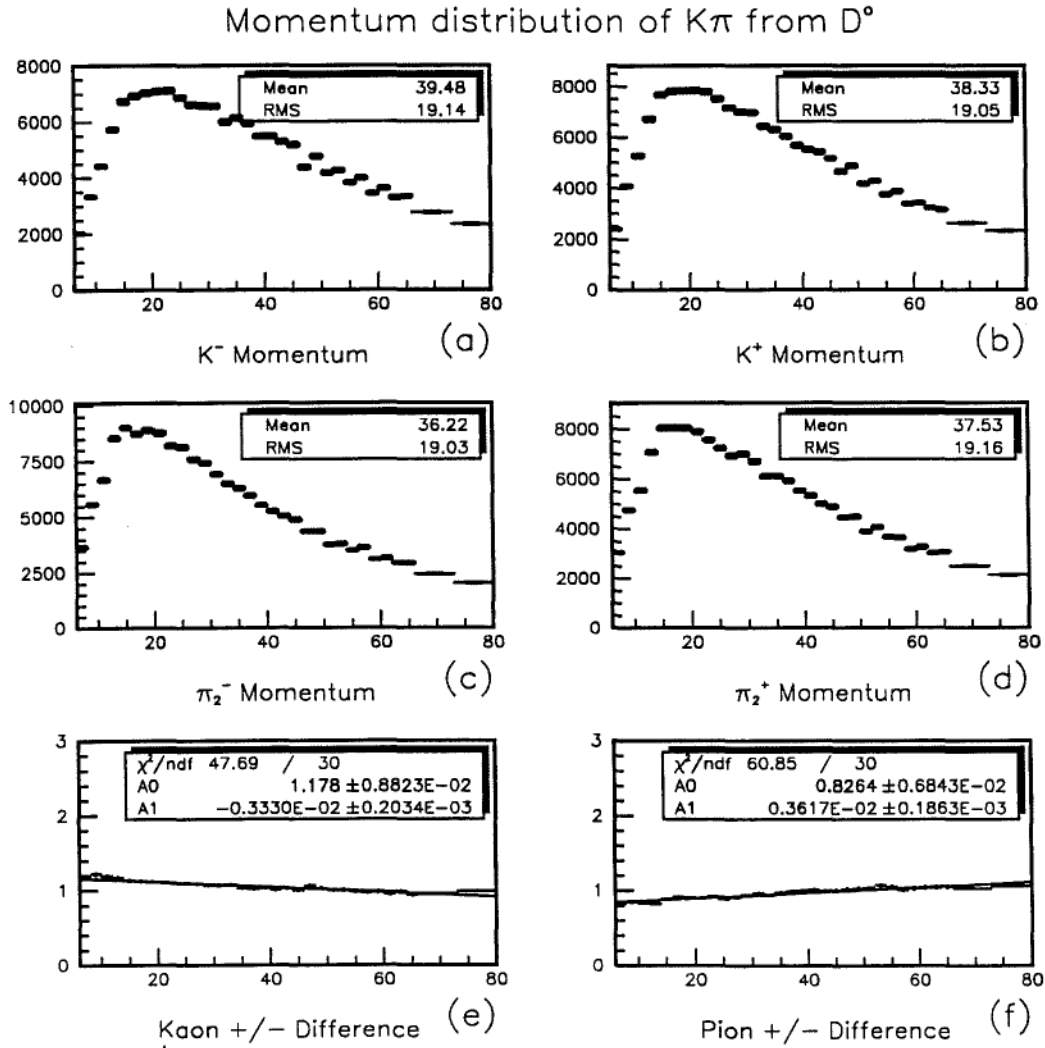 Momentum distribution of Kπ from D°
8000
6000
4000
2000
0
Mean 39.48
RMS 19.14
20 40 60 80
K⁻ Momentum (a)
8000
6000
4000
2000
0
Mean 38.33
RMS 19.05
20 40 60 80
K⁺ Momentum (b)
10000
7500
5000
2500
0
Mean 36.22
RMS 19.03
20 40 60 80
π₂⁻ Momentum (c)
8000
6000
4000
2000
0
Mean 37.53
RMS 19.16
20 40 60 80
π₂⁺ Momentum (d)
3
2
1
0
χ²/ndf 47.69 / 30
A0 1.178 ±0.8823E−02
A1 −0.3330E−02 ±0.2034E−03
20 40 60 80
Kaon +/− Difference (e)
3
2
1
0
χ²/ndf 60.85 / 30
A0 0.8264 ±0.6843E−02
A1 0.3617E−02 ±0.1863E−03
20 40 60 80
Pion +/− Difference (f)